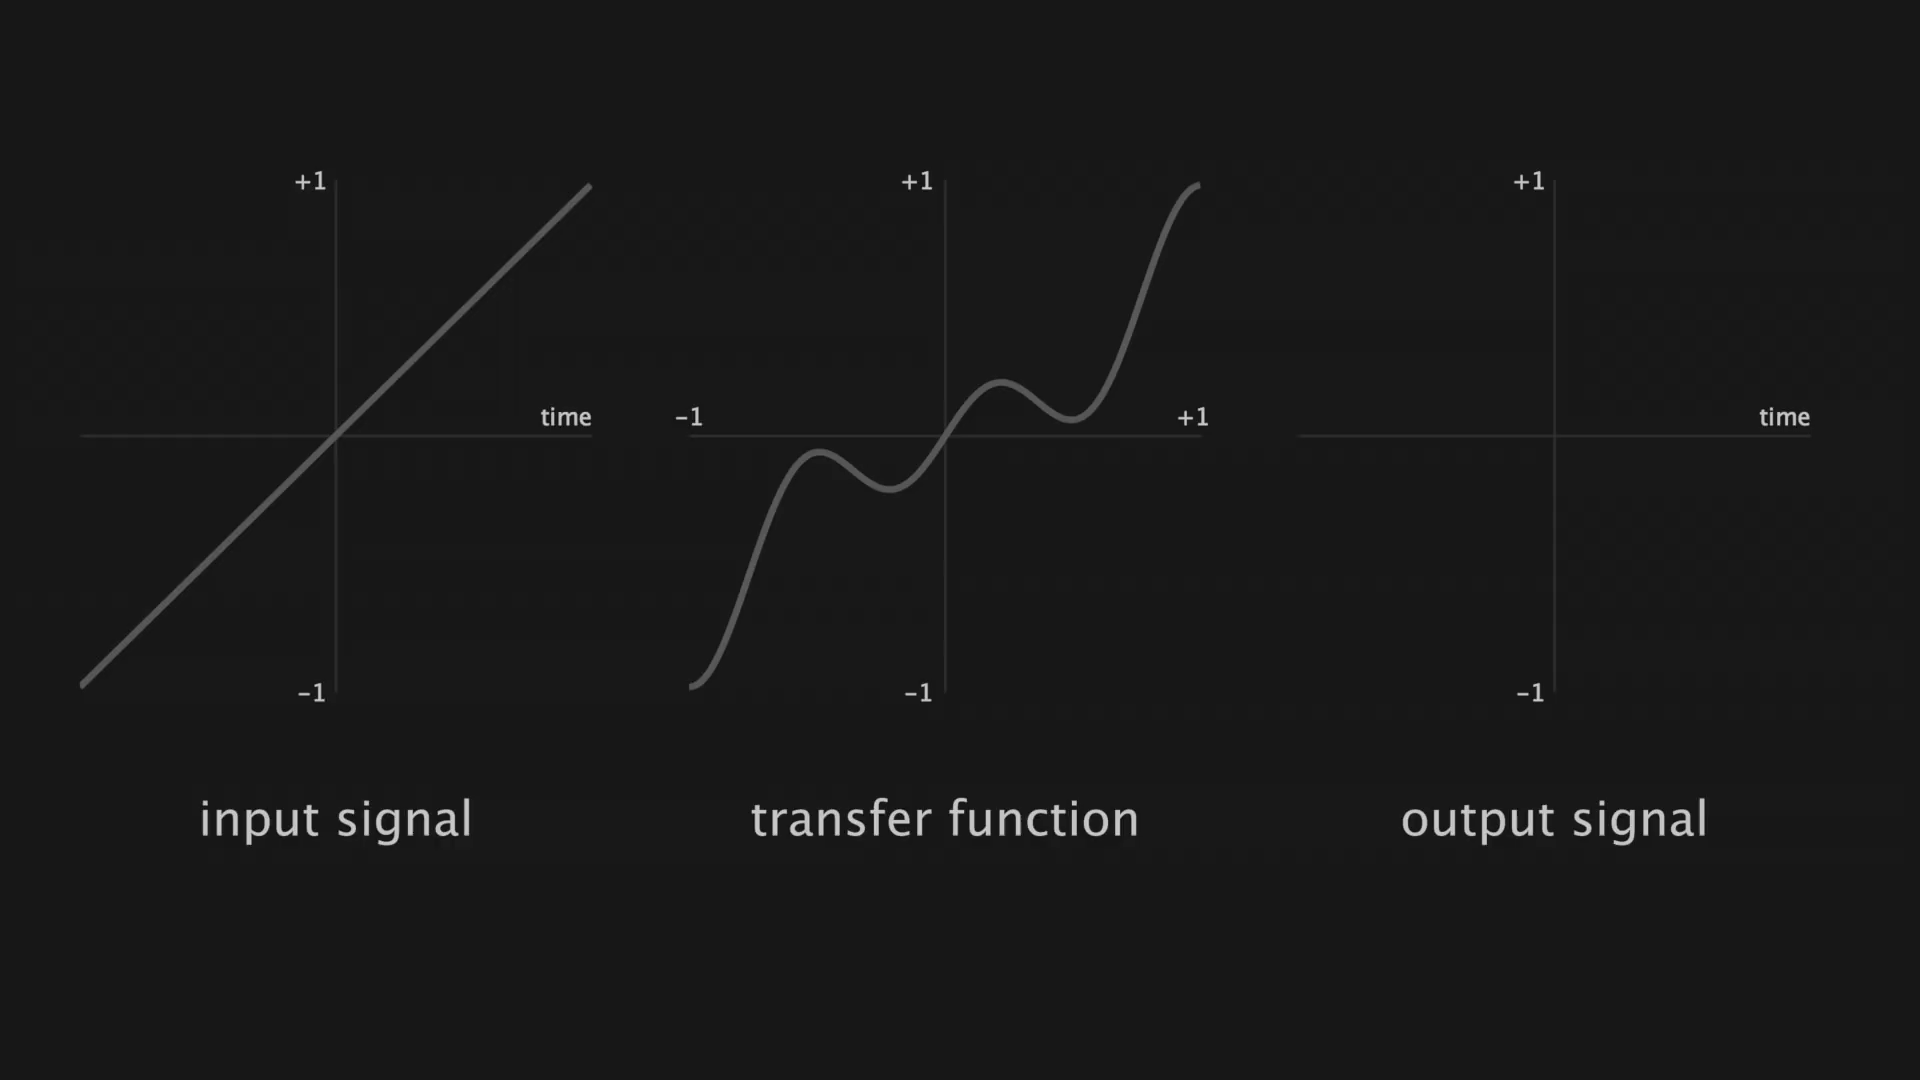 +1
time
−1
input signal
+1
−1
+1
−1
transfer function
+1
time
−1
output signal